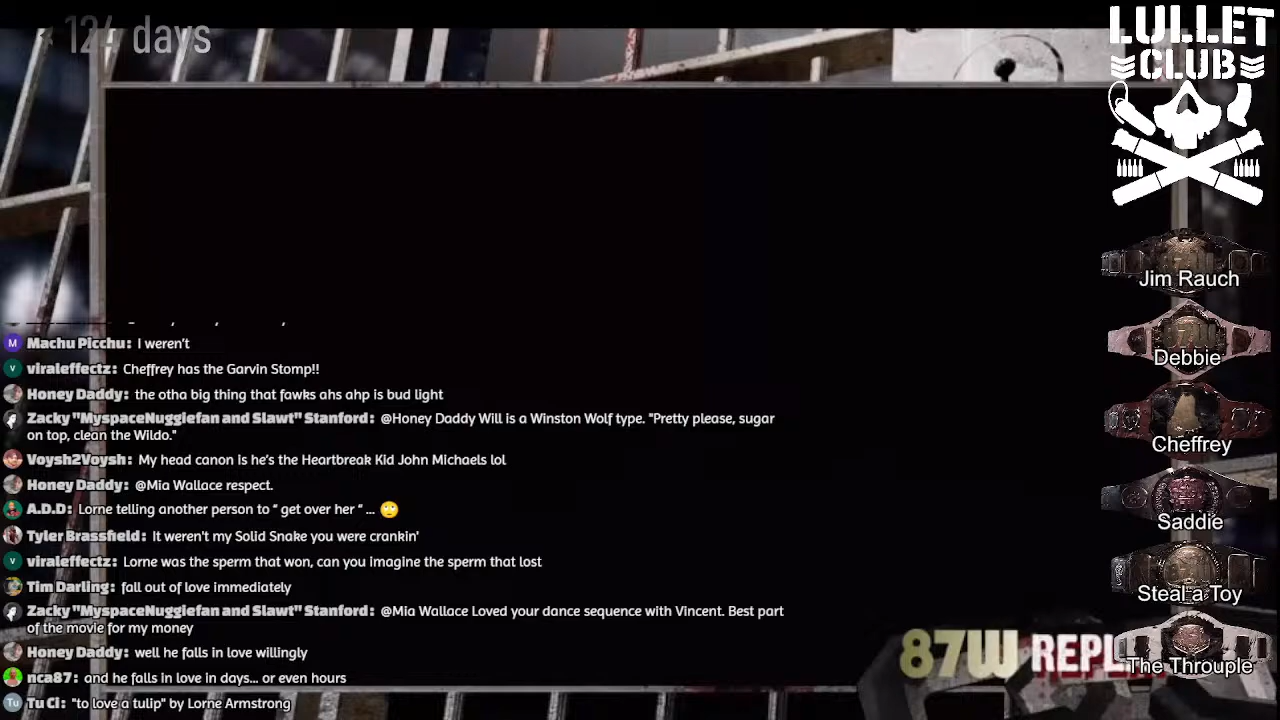 124 days
LULLET
CLUB
Machu Picchu: I weren't
viraleffectz: Cheffrey has the Garvin Stomp!!
Honey Daddy: the otha big thing that fawks ahs ahp is bud light
Zacky "MyspaceNuggiefan and Slawt" Stanford: @Honey Daddy Will is a Winston Wolf type. "Pretty please, sugar
on top, clean the Wildo."
Voysh2Voysh: My head canon is he's the Heartbreak Kid John Michaels lol
Honey Daddy: @Mia Wallace respect.
A.D.D: Lorne telling another person to " get over her " ... 🙄
Tyler Brassfield: It weren't my Solid Snake you were crankin'
viraleffectz: Lorne was the sperm that won, can you imagine the sperm that lost
Tim Darling: fall out of love immediately
Zacky "MyspaceNuggiefan and Slawt" Stanford: @Mia Wallace Loved your dance sequence with Vincent. Best part
of the movie for my money
Honey Daddy: well he falls in love willingly
nca87: and he falls in love in days... or even hours
Tu Ci: "to love a tulip" by Lorne Armstrong
Jim Rauch
Debbie
Cheffrey
Saddie
Steal a Toy
The Throuple
87W REPL